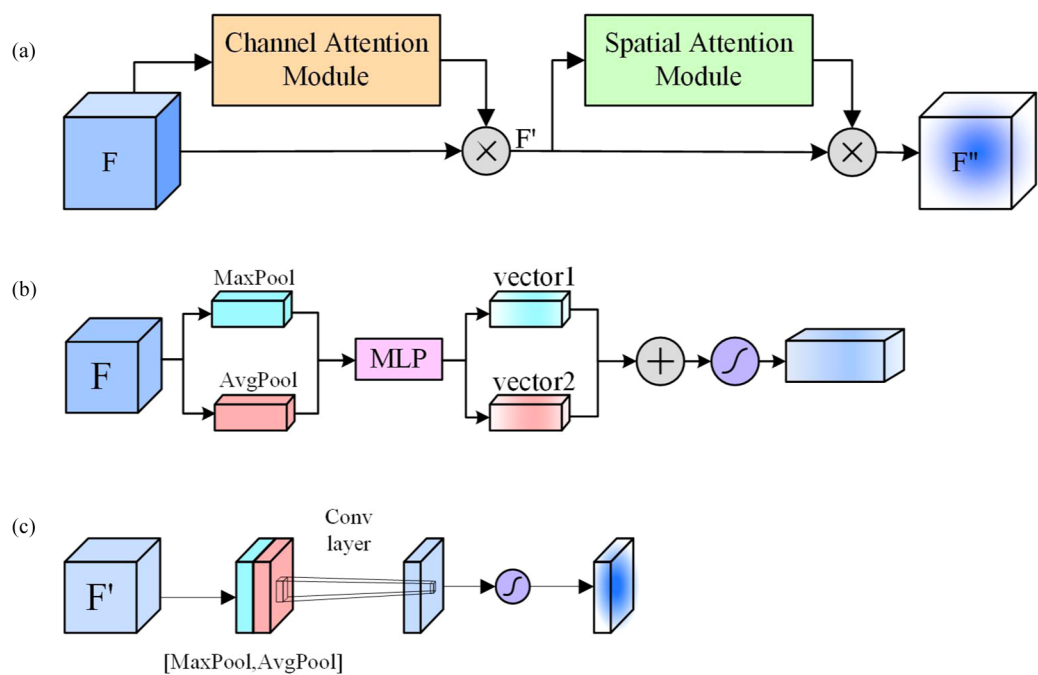 (a)
Channel Attention
Module
Spatial Attention
Module
F
F'
F"
(b)
MaxPool
vector1
F
MLP
AvgPool
vector2
(c)
Conv
layer
F'
[MaxPool,AvgPool]